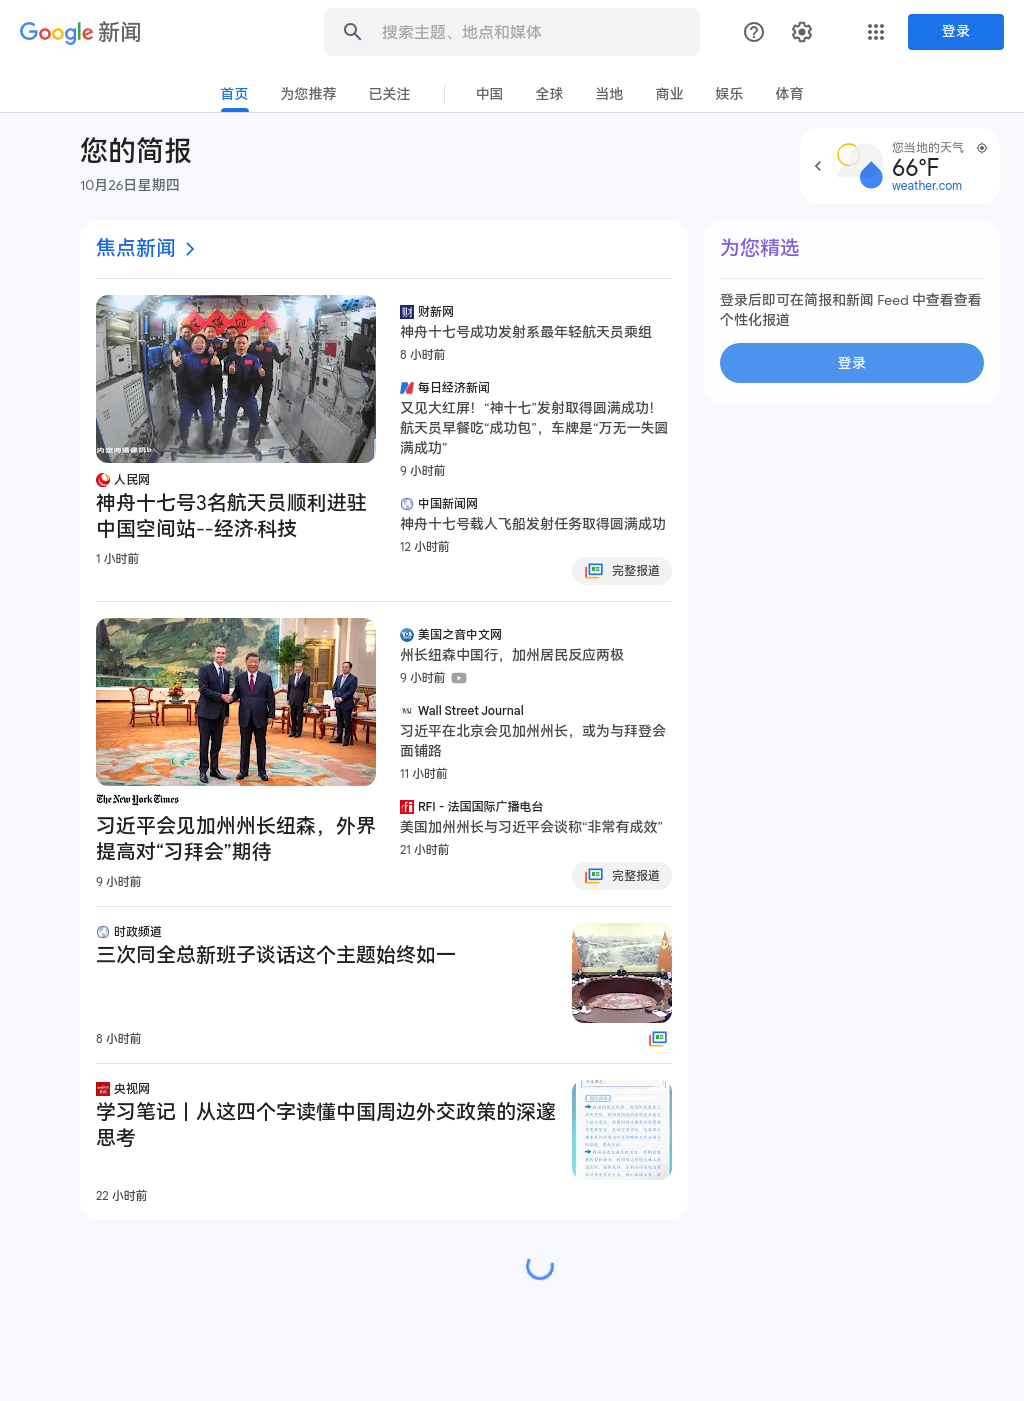 Google 新闻
搜索主题、地点和媒体
登录
首页
为您推荐
已关注
中国
全球
当地
商业
娱乐
体育
您的简报
10月26日星期四
您当地的天气
66°F
weather.com
焦点新闻
人民网
神舟十七号3名航天员顺利进驻
中国空间站--经济·科技
1 小时前
财新网
神舟十七号成功发射系最年轻航天员乘组
8 小时前
每日经济新闻
又见大红屏！“神十七”发射取得圆满成功！
航天员早餐吃“成功包”，车牌是“万无一失圆
满成功”
9 小时前
中国新闻网
神舟十七号载人飞船发射任务取得圆满成功
12 小时前
完整报道
The New York Times
习近平会见加州州长纽森，外界
提高对“习拜会”期待
9 小时前
美国之音中文网
州长纽森中国行，加州居民反应两极
9 小时前
Wall Street Journal
习近平在北京会见加州州长，或为与拜登会
面铺路
11 小时前
RFI - 法国国际广播电台
美国加州州长与习近平会谈称“非常有成效”
21 小时前
完整报道
时政频道
三次同全总新班子谈话这个主题始终如一
8 小时前
央视网
学习笔记丨从这四个字读懂中国周边外交政策的深邃
思考
22 小时前
为您精选
登录后即可在简报和新闻 Feed 中查看查看
个性化报道
登录